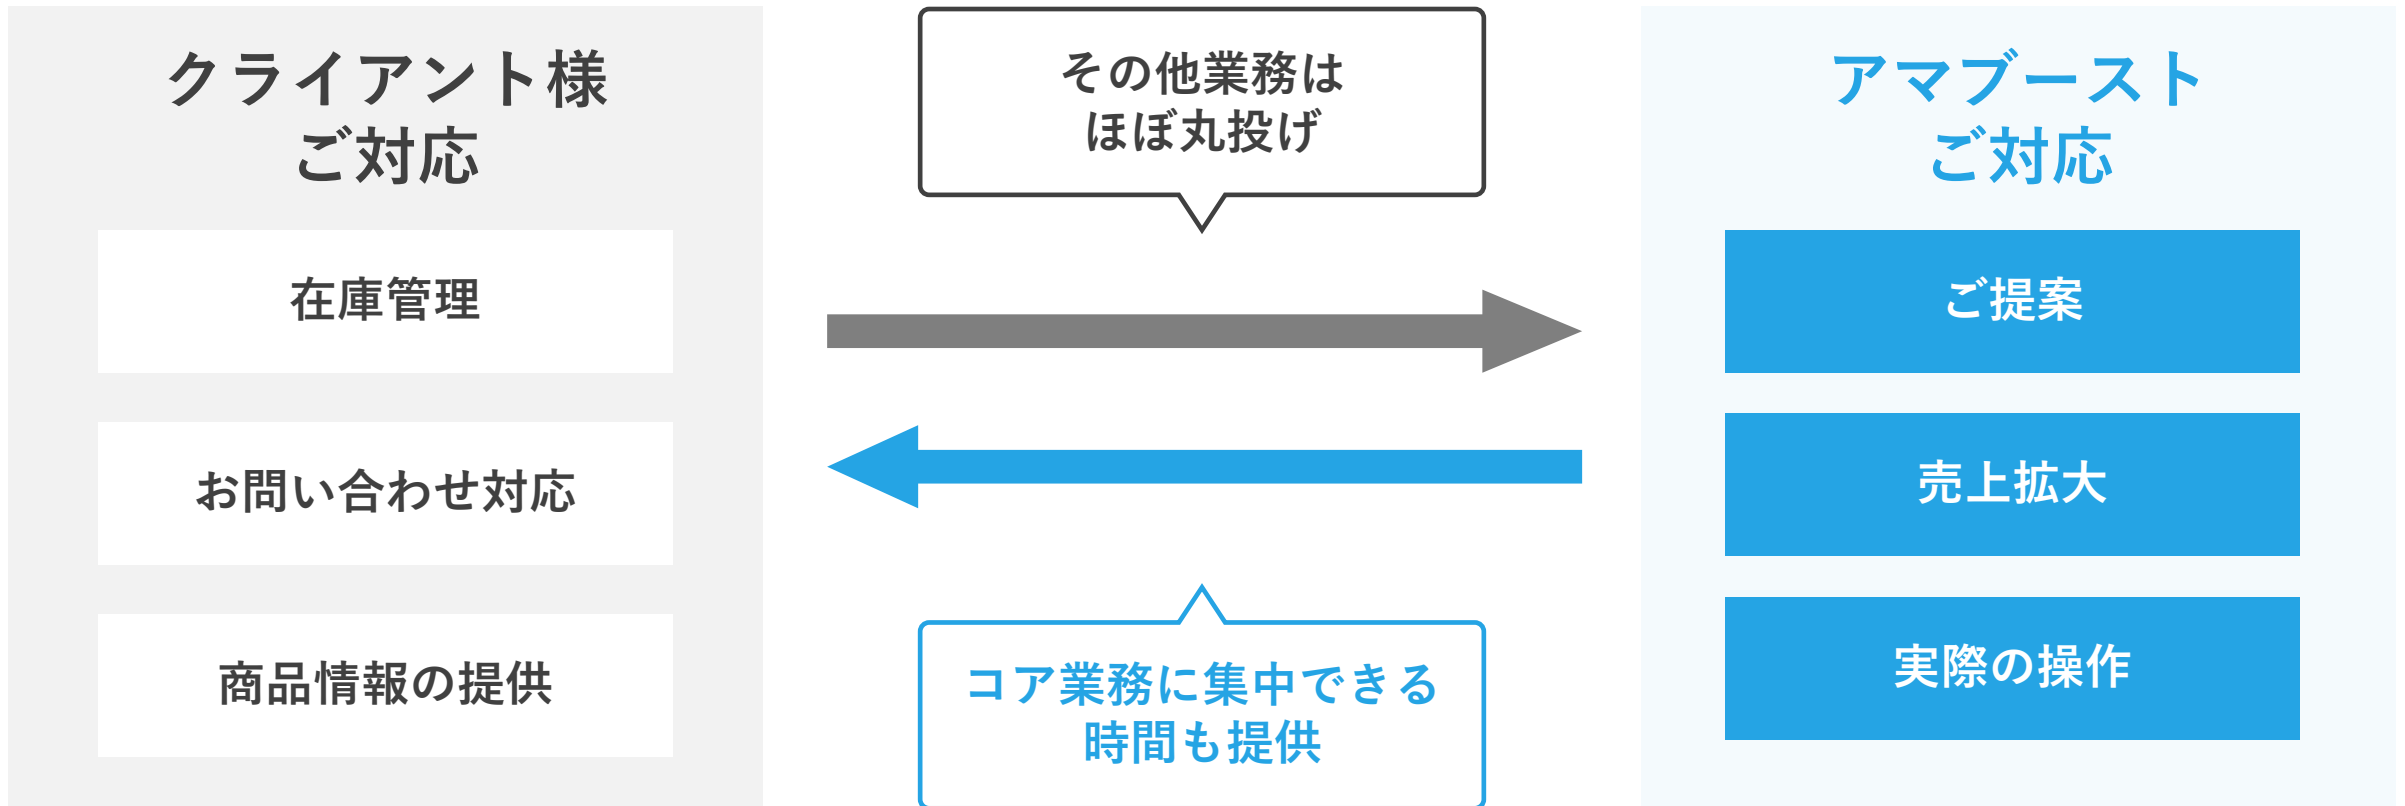 クライアント様
ご対応
在庫管理
お問い合わせ対応
商品情報の提供
その他業務は
ほぼ丸投げ
コア業務に集中できる
時間も提供
アマブースト
ご対応
ご提案
売上拡大
実際の操作